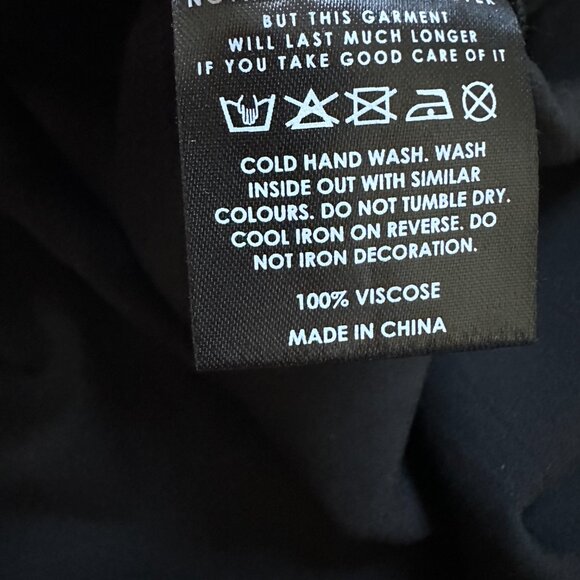 BUT THIS GARMENT
WILL LAST MUCH LONGER
IF YOU TAKE GOOD CARE OF IT
COLD HAND WASH. WASH
INSIDE OUT WITH SIMILAR
COLOURS. DO NOT TUMBLE DRY.
COOL IRON ON REVERSE. DO
NOT IRON DECORATION.
100% VISCOSE
MADE IN CHINA